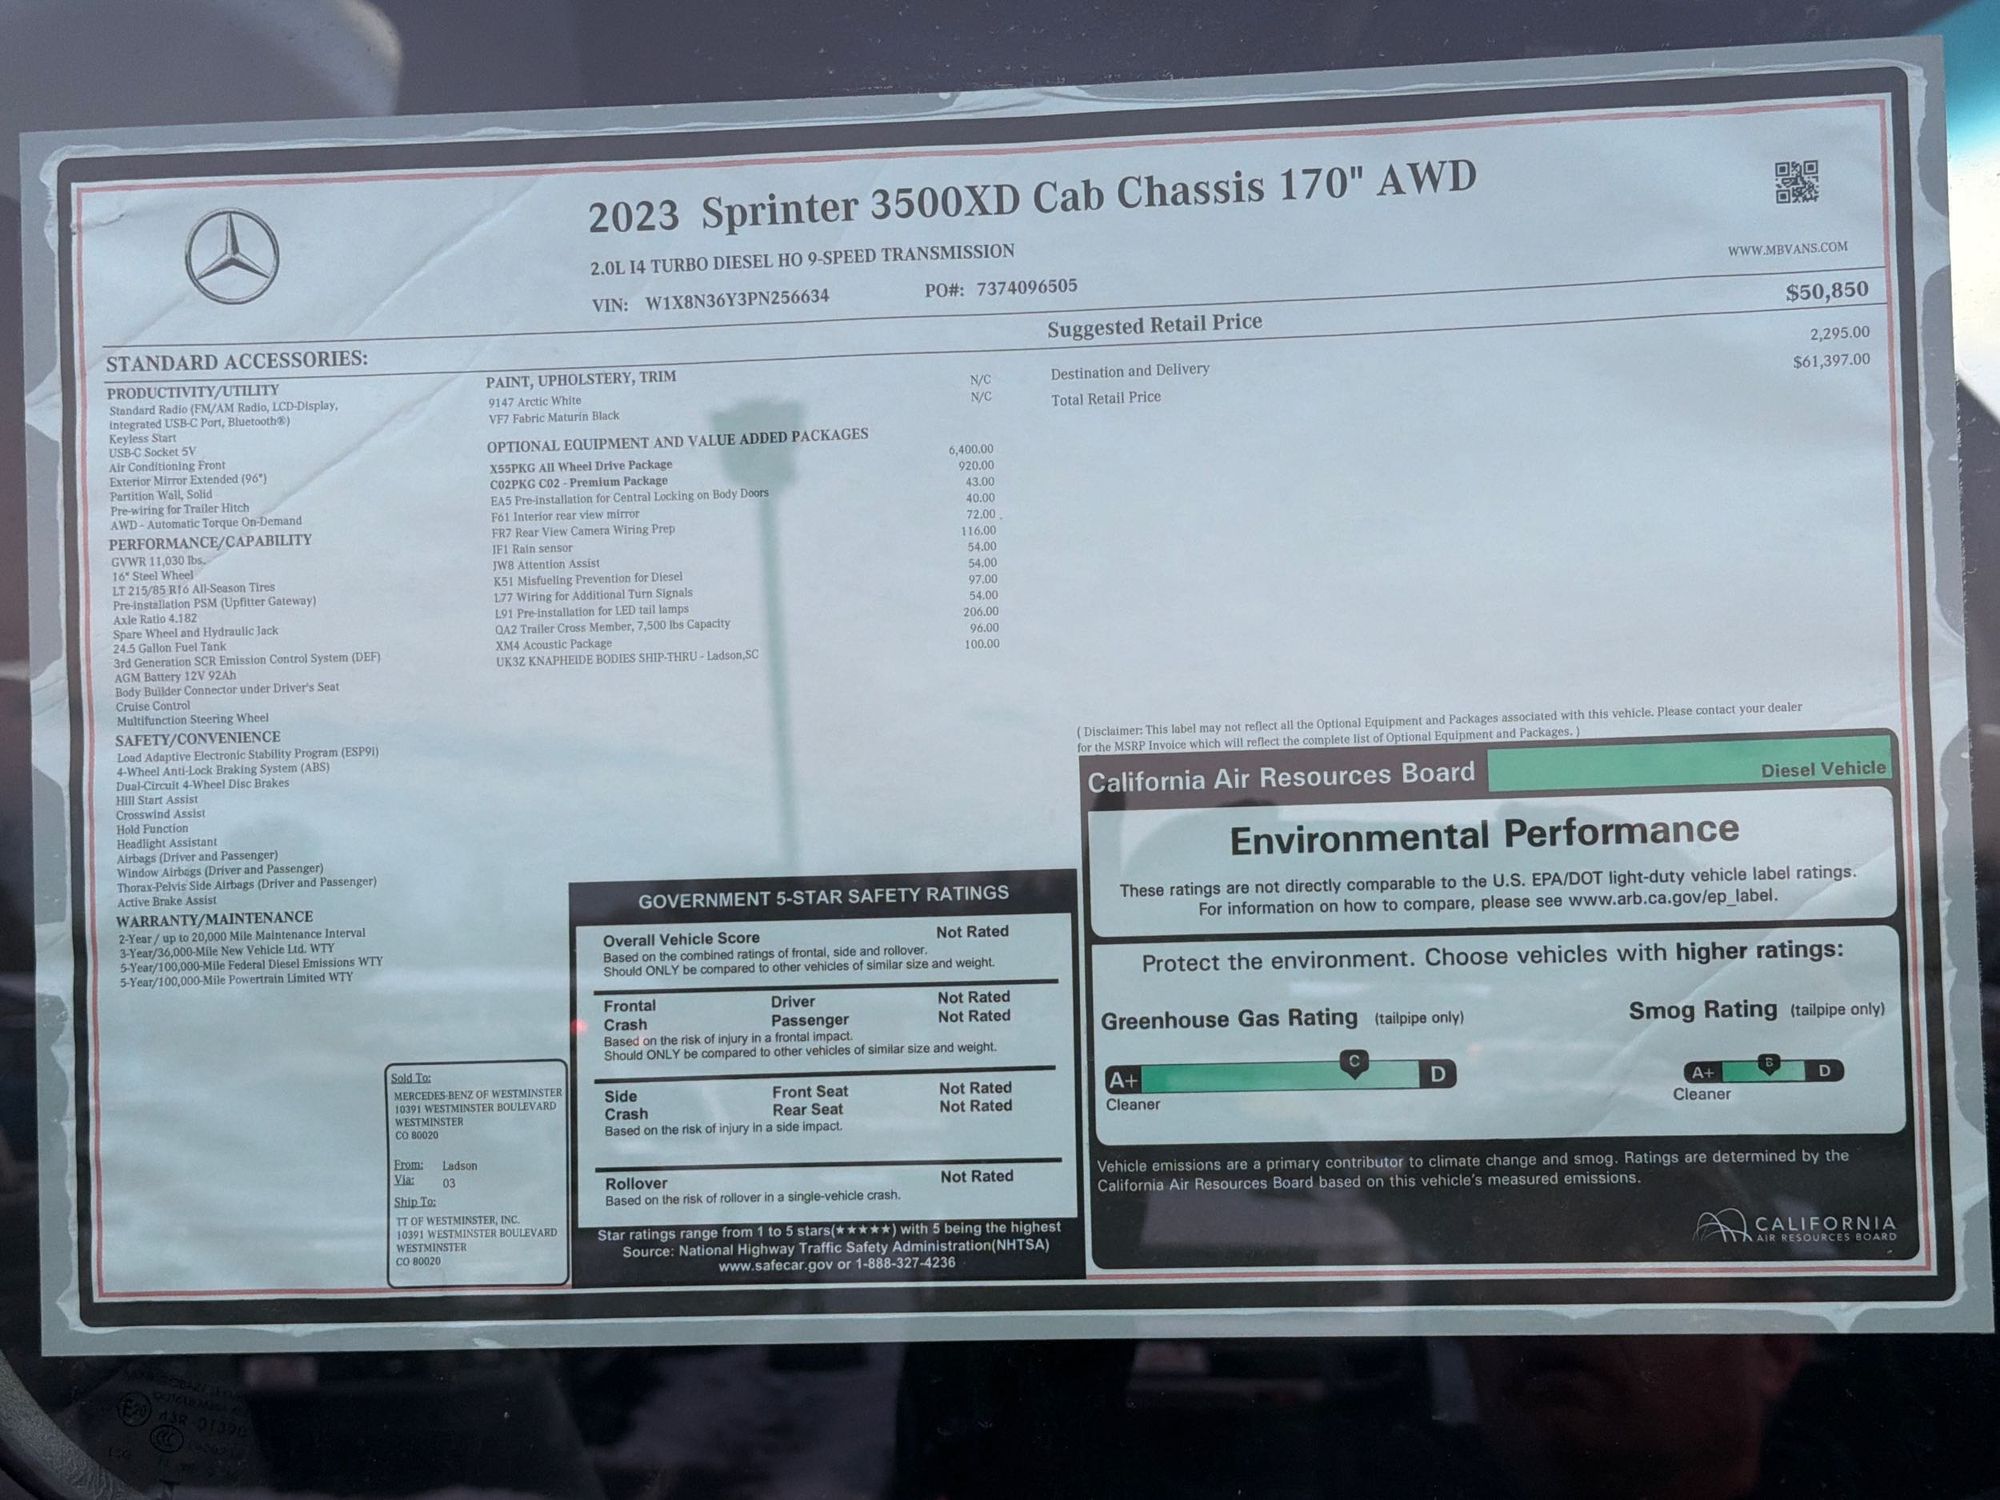 2023 Sprinter 3500XD Cab Chassis 170" AWD
2.0L I4 TURBO DIESEL HO 9-SPEED TRANSMISSION
VIN: W1X8N36Y3PN256634 PO#: 7374096505
WWW.MBVANS.COM
Suggested Retail Price $50,850
Destination and Delivery 2,295.00
Total Retail Price $61,397.00
STANDARD ACCESSORIES:
PRODUCTIVITY/UTILITY
Standard Radio (FM/AM Radio, LCD-Display,
Integrated USB-C Port, Bluetooth®)
Keyless Start
USB-C Socket 5V
Air Conditioning Front
Exterior Mirror Extended (96")
Partition Wall, Solid
Pre-wiring for Trailer Hitch
AWD - Automatic Torque On-Demand
PERFORMANCE/CAPABILITY
GVWR 11,030 lbs.
16" Steel Wheel
LT 215/85 R16 All-Season Tires
Pre-installation PSM (Upfitter Gateway)
Axle Ratio 4.182
Spare Wheel and Hydraulic Jack
24.5 Gallon Fuel Tank
3rd Generation SCR Emission Control System (DEF)
AGM Battery 12V 92Ah
Body Builder Connector under Driver's Seat
Cruise Control
Multifunction Steering Wheel
SAFETY/CONVENIENCE
Load Adaptive Electronic Stability Program (ESP9i)
4-Wheel Anti-Lock Braking System (ABS)
Dual-Circuit 4-Wheel Disc Brakes
Hill Start Assist
Crosswind Assist
Hold Function
Headlight Assistant
Airbags (Driver and Passenger)
Window Airbags (Driver and Passenger)
Thorax-Pelvis Side Airbags (Driver and Passenger)
Active Brake Assist
WARRANTY/MAINTENANCE
2-Year / up to 20,000 Mile Maintenance Interval
3-Year/36,000-Mile New Vehicle Ltd. WTY
5-Year/100,000-Mile Federal Diesel Emissions WTY
5-Year/100,000-Mile Powertrain Limited WTY
PAINT, UPHOLSTERY, TRIM
9147 Arctic White N/C
VF7 Fabric Maturin Black N/C
OPTIONAL EQUIPMENT AND VALUE ADDED PACKAGES
X55PKG All Wheel Drive Package 6,400.00
C02PKG C02 - Premium Package 920.00
EA5 Pre-installation for Central Locking on Body Doors 43.00
F61 Interior rear view mirror 40.00
FR7 Rear View Camera Wiring Prep 72.00
JF1 Rain sensor 116.00
JW8 Attention Assist 54.00
K51 Misfueling Prevention for Diesel 54.00
L77 Wiring for Additional Turn Signals 97.00
L91 Pre-installation for LED tail lamps 54.00
QA2 Trailer Cross Member, 7,500 lbs Capacity 206.00
XM4 Acoustic Package 96.00
UK3Z KNAPHEIDE BODIES SHIP-THRU - Ladson,SC 100.00
Sold To:
MERCEDES-BENZ OF WESTMINSTER
10391 WESTMINSTER BOULEVARD
WESTMINSTER
CO 80020
From: Ladson
Via: 03
Ship To:
TT OF WESTMINSTER, INC.
10391 WESTMINSTER BOULEVARD
WESTMINSTER
CO 80020
GOVERNMENT 5-STAR SAFETY RATINGS
Overall Vehicle Score Not Rated
Based on the combined ratings of frontal, side and rollover.
Should ONLY be compared to other vehicles of similar size and weight.
Frontal Driver Not Rated
Crash Passenger Not Rated
Based on the risk of injury in a frontal impact.
Should ONLY be compared to other vehicles of similar size and weight.
Side Front Seat Not Rated
Crash Rear Seat Not Rated
Based on the risk of injury in a side impact.
Rollover Not Rated
Based on the risk of rollover in a single-vehicle crash.
Star ratings range from 1 to 5 stars(★★★★★) with 5 being the highest
Source: National Highway Traffic Safety Administration(NHTSA)
www.safecar.gov or 1-888-327-4236
( Disclaimer: This label may not reflect all the Optional Equipment and Packages associated with this vehicle. Please contact your dealer
for the MSRP Invoice which will reflect the complete list of Optional Equipment and Packages. )
California Air Resources Board Diesel Vehicle
Environmental Performance
These ratings are not directly comparable to the U.S. EPA/DOT light-duty vehicle label ratings.
For information on how to compare, please see www.arb.ca.gov/ep_label.
Protect the environment. Choose vehicles with higher ratings:
Greenhouse Gas Rating (tailpipe only) Smog Rating (tailpipe only)
A+ C D A+ B D
Cleaner Cleaner
Vehicle emissions are a primary contributor to climate change and smog. Ratings are determined by the
California Air Resources Board based on this vehicle's measured emissions.
CALIFORNIA
AIR RESOURCES BOARD